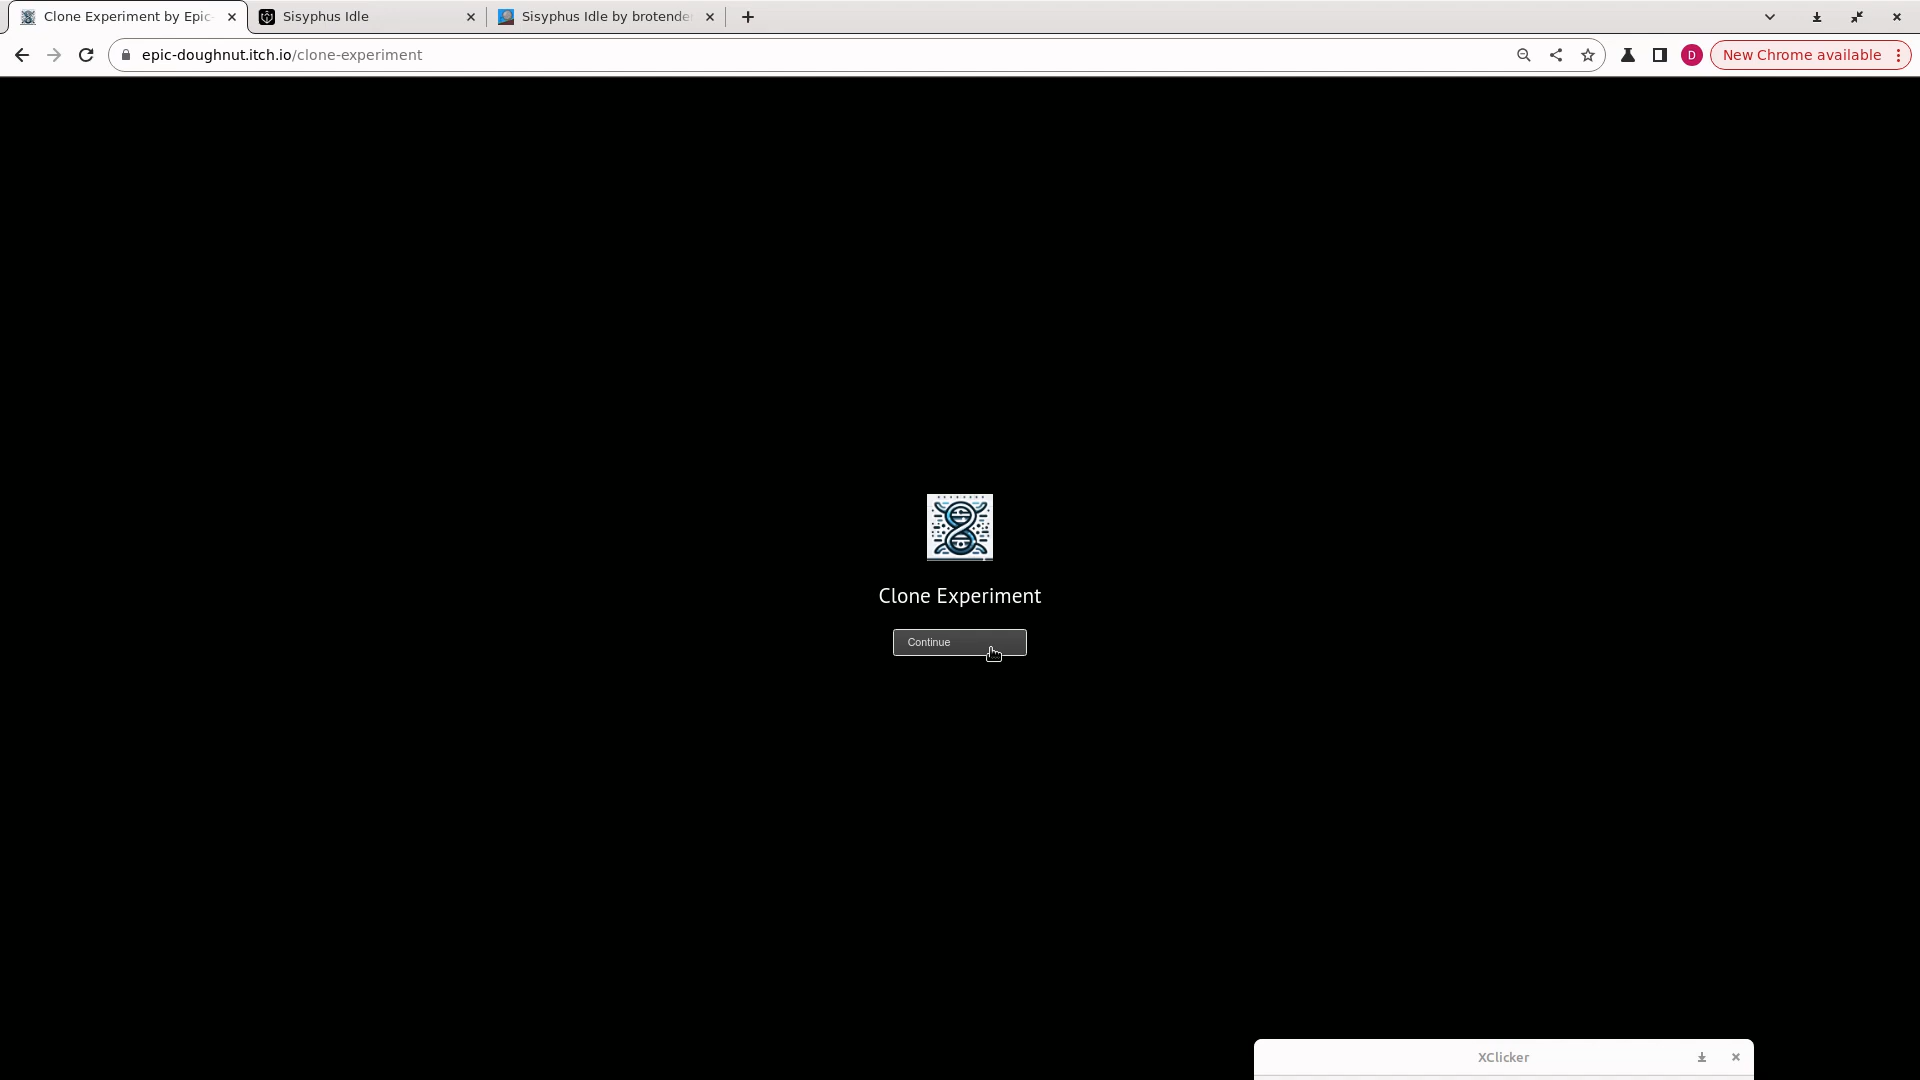 Clone Experiment by Epic-
Sisyphus Idle
Sisyphus Idle by brotende
epic-doughnut.itch.io/clone-experiment
D
New Chrome available
Clone Experiment
Continue
XClicker